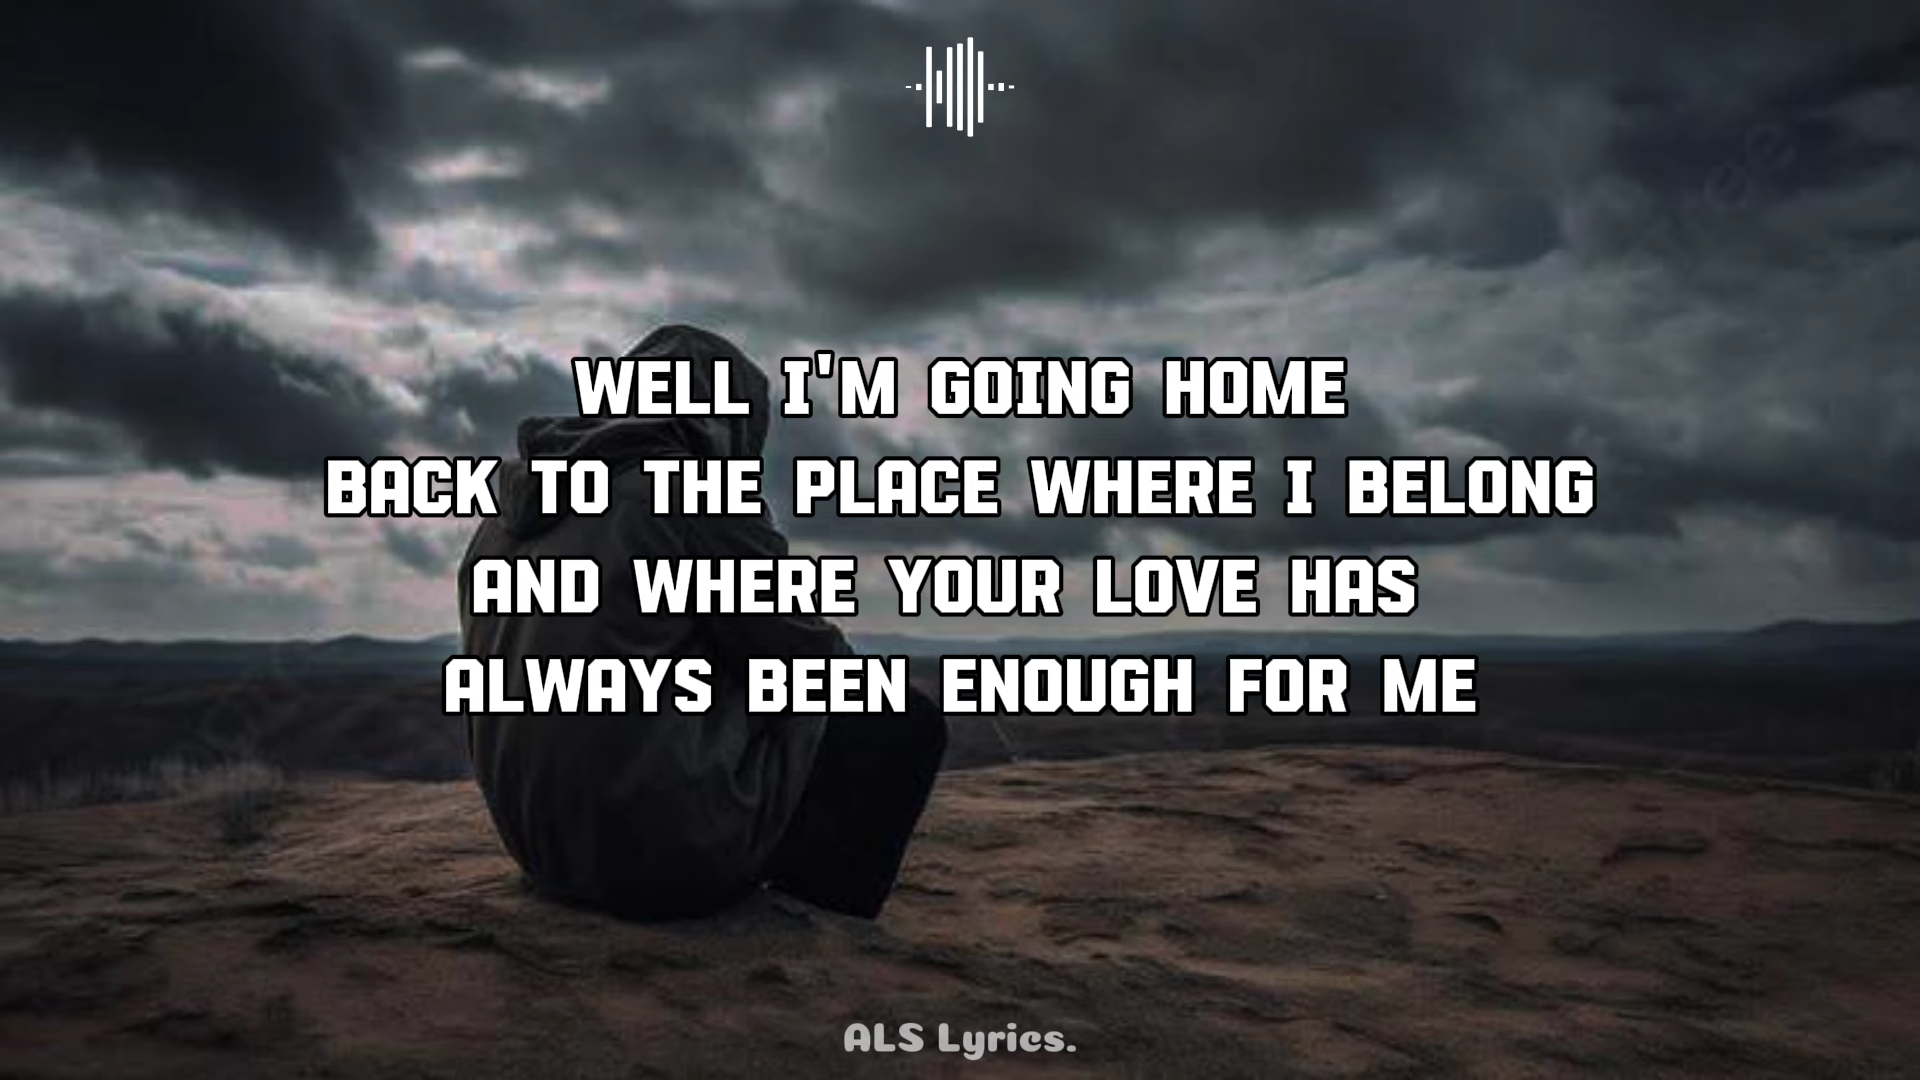 WELL I'M GOING HOME
BACK TO THE PLACE WHERE I BELONG
AND WHERE YOUR LOVE HAS
ALWAYS BEEN ENOUGH FOR ME
ALS Lyrics.